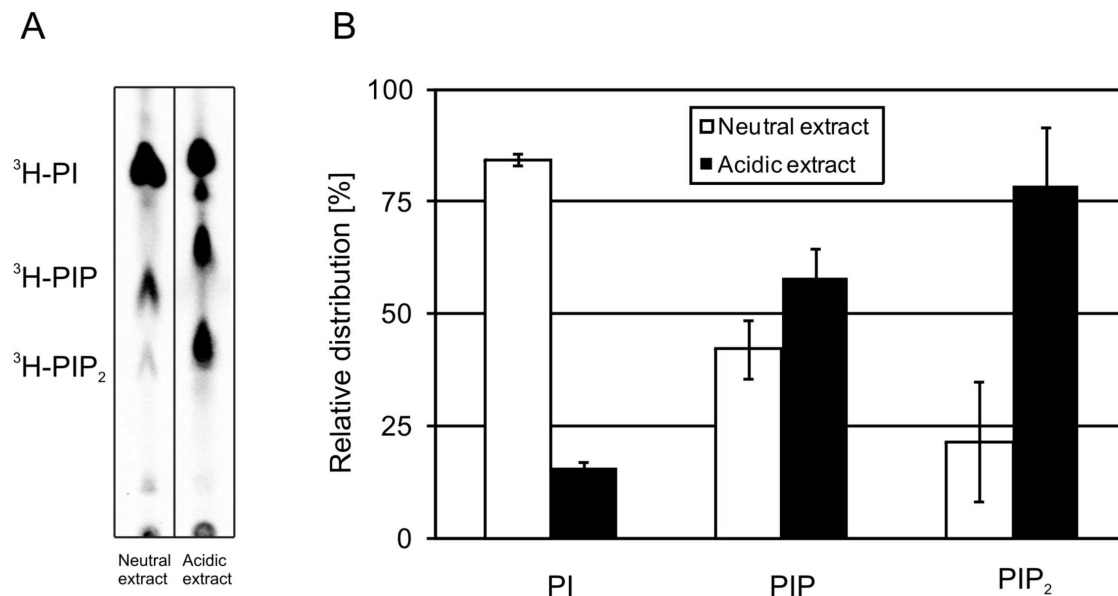 A
³H-PI
³H-PIP
³H-PIP₂
Neutral extract
Acidic extract
B
Relative distribution [%]
100
75
50
25
0
Neutral extract
Acidic extract
PI
PIP
PIP₂